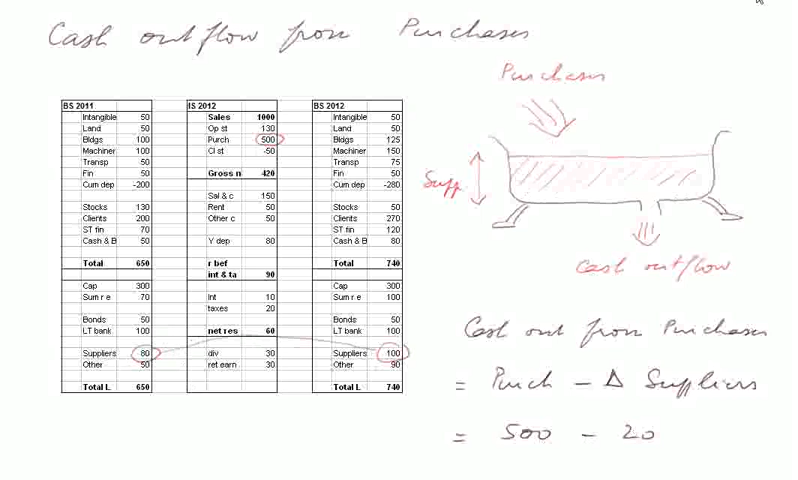 Cash outflow from Purchases
Purchases
BS 2011 IS 2012 BS 2012
Intangible 50 Sales 1000 Intangible 50
Land 50 Op st 130 Land 50
Bldgs 100 Purch 500 Bldgs 125
Machiner 100 Cl st -50 Machiner 150
Transp 50 Transp 75
Fin 50 Gross n 420 Fin 50
Cum dep -200 Cum dep -280
Sal & c 150
Stocks 130 Rent 50 Stocks 50
Clients 200 Other c 50 Clients 270
ST fin 70 ST fin 120
Cash & B 50 Y dep 80 Cash & B 80
Total 650 r bef Total 740
int & ta 90
Cap 300 Cap 300
Sum r e 70 Int 10 Sum r e 100
taxes 20
Bonds 50 Bonds 50
LT bank 100 net res 60 LT bank 100
Suppliers 80 div 30 Suppliers 100
Other 50 ret earn 30 Other 90
Total L 650 Total L 740
Supp
Cash outflow
Cash out from Purchases
= Purch - Δ Suppliers
= 500 - 20